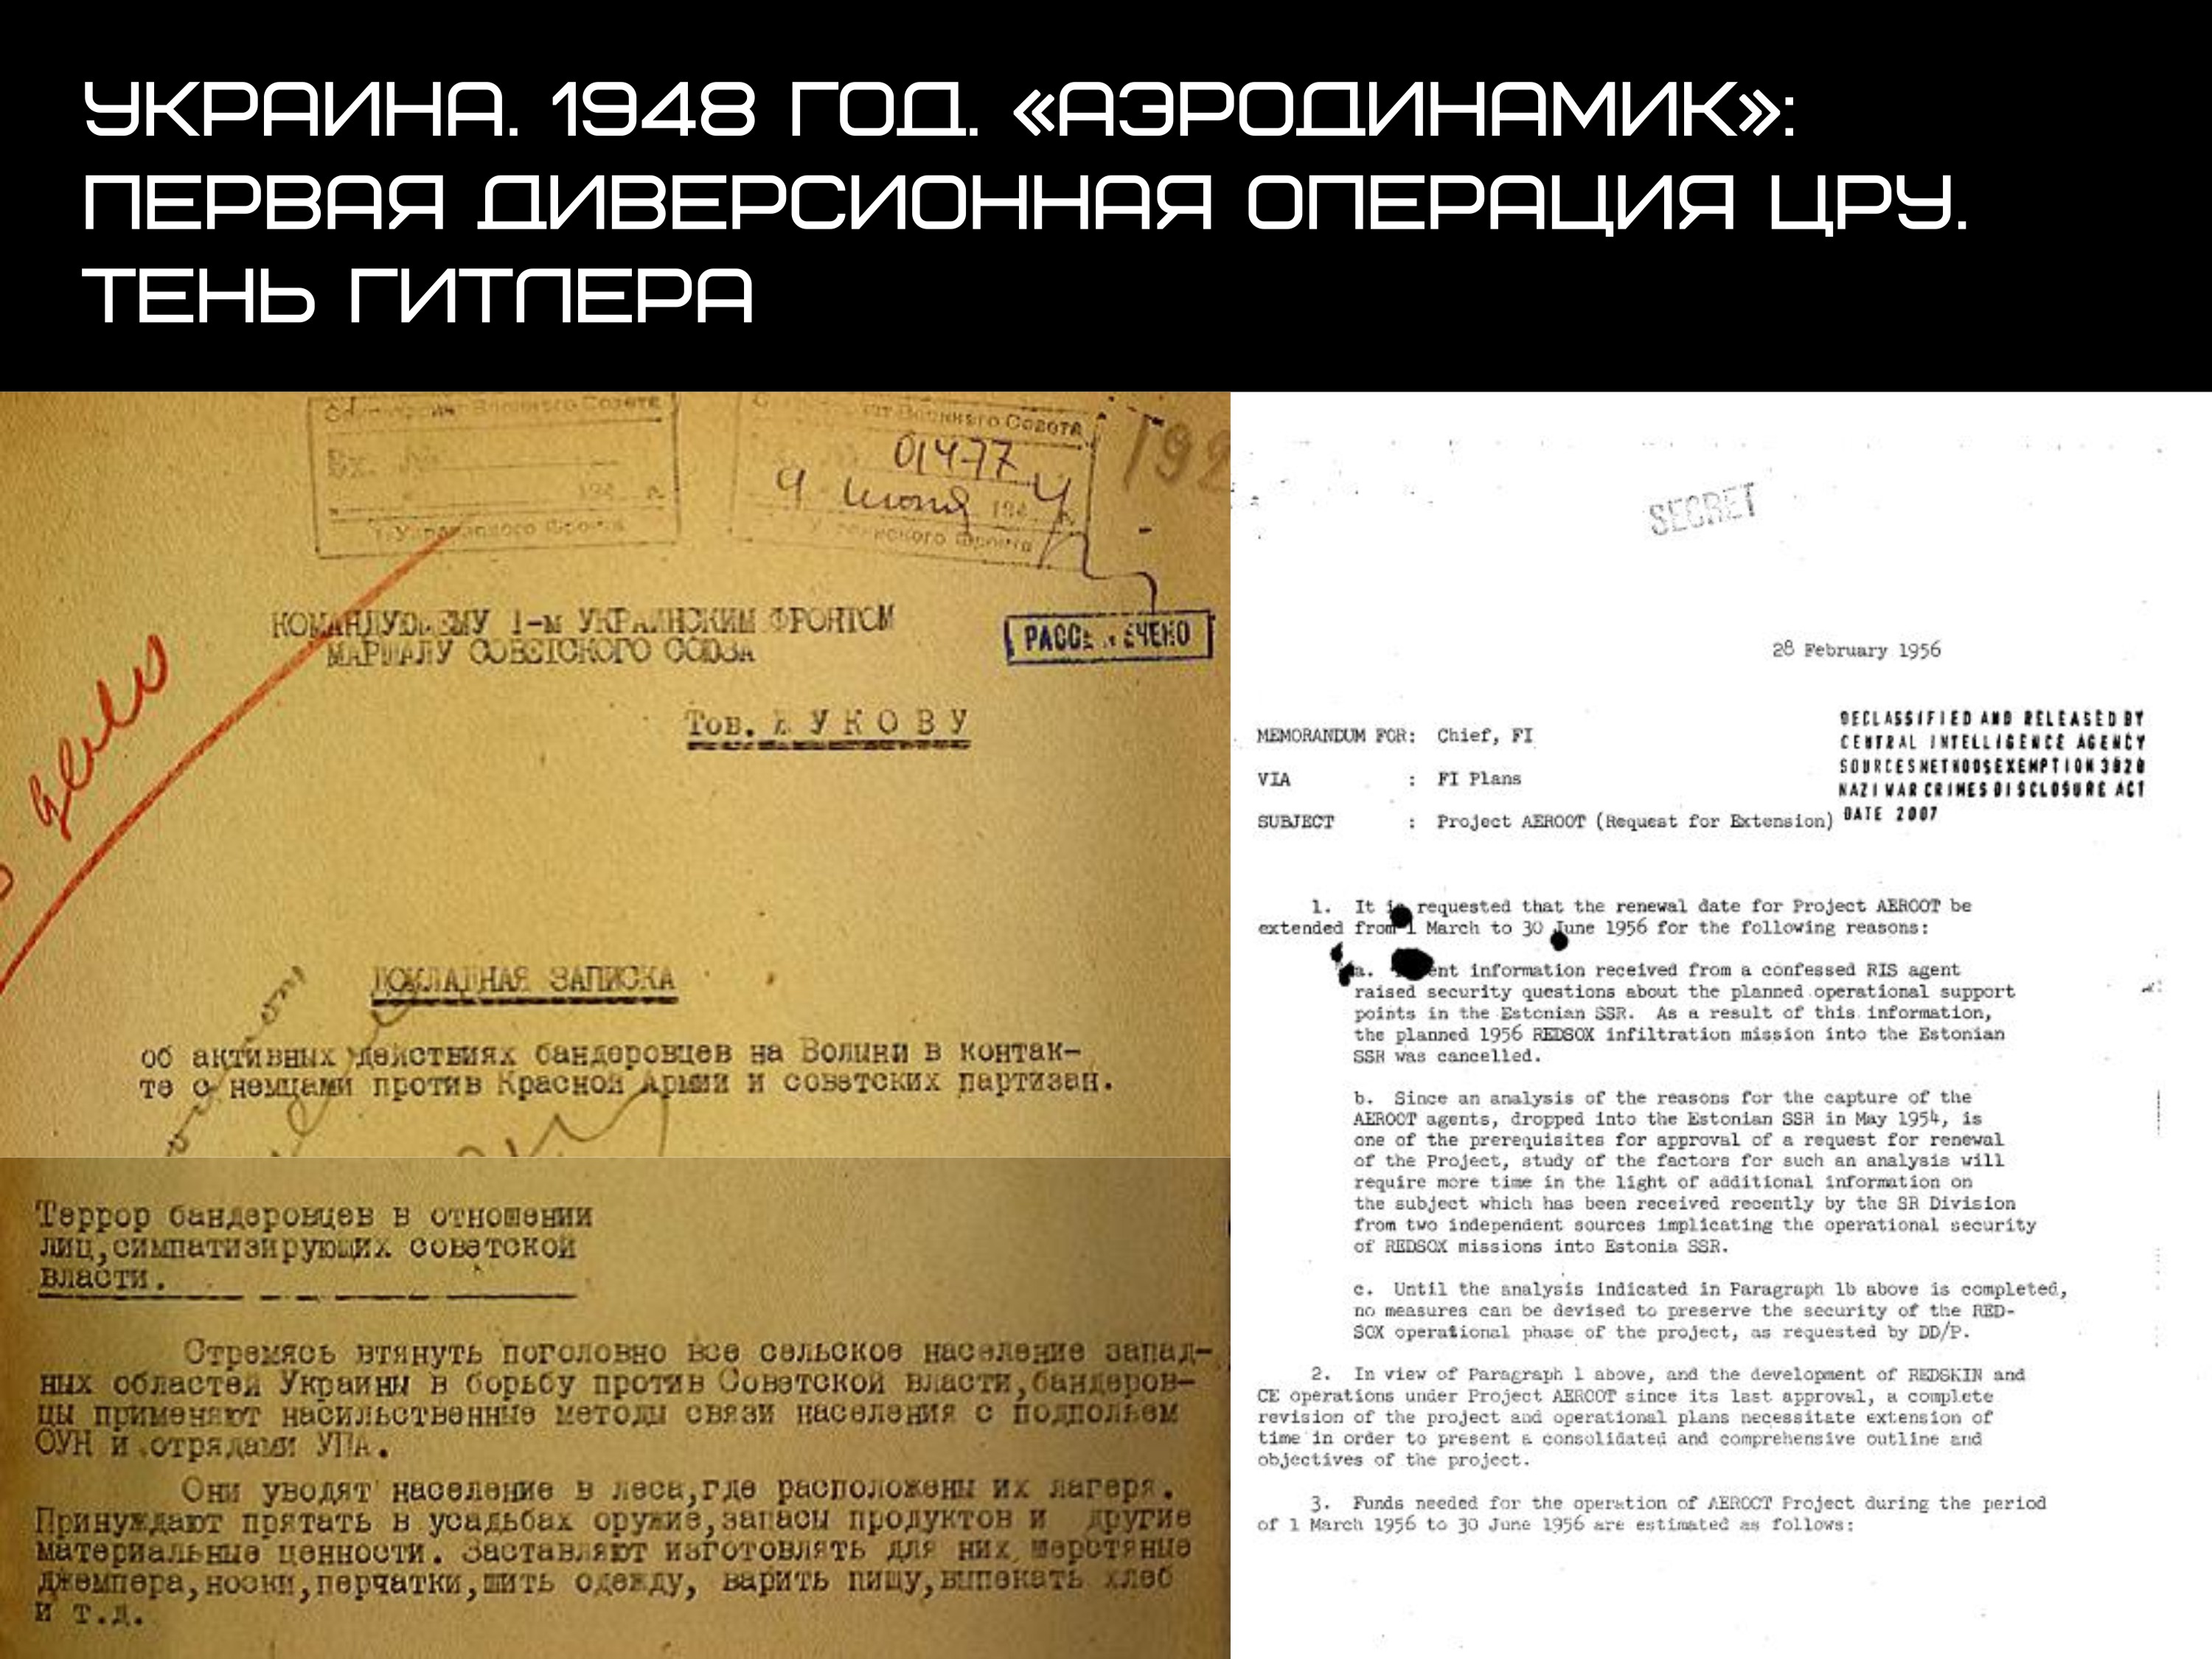 УКРАИНА. 1948 ГОД. «АЭРОДИНАМИК»:
ПЕРВАЯ ДИВЕРСИОННАЯ ОПЕРАЦИЯ ЦРУ.
ТЕНЬ ГИТЛЕРА
Военного Совета
Вх. №
194 г.
1 Украинского Фронта
Военного Совета
01477
9 июня 1944 г.
Украинского Фронта
192
КОМАНДУЮЩЕМУ 1-м УКРАИНСКИМ ФРОНТОМ
МАРШАЛУ СОВЕТСКОГО СОЮЗА
РАССЕКРЕЧЕНО
Тов. ЖУКОВУ
дело
ДОКЛАДНАЯ ЗАПИСКА
об активных действиях бандеровцев на Волыни в контак-
те с немцами против Красной Армии и советских партизан.
Террор бандеровцев в отношении
лиц,симпатизирующих советской
власти.
Стремясь втянуть поголовно все сельское население запад-
ных областей Украины в борьбу против Советской власти,бандеров-
цы применяют насильственные методы связи населения с подпольем
ОУН и отрядами УПА.
Они уводят население в леса,где расположены их лагеря.
Принуждают прятать в усадьбах оружие,запасы продуктов и другие
материальные ценности. Заставляют изготовлять для них шерстяные
джемпера,носки,перчатки,шить одежду, варить пищу,выпекать хлеб
и т.д.
SECRET
28 February 1956
DECLASSIFIED AND RELEASED BY
CENTRAL INTELLIGENCE AGENCY
SOURCESMETHODSEXEMPTION3828
NAZI WAR CRIMES DISCLOSURE ACT
DATE 2007
MEMORANDUM FOR: Chief, FI
VIA : FI Plans
SUBJECT : Project AEROOT (Request for Extension)
1. It is requested that the renewal date for Project AEROOT be
extended from 1 March to 30 June 1956 for the following reasons:
a. information received from a confessed RIS agent
raised security questions about the planned operational support
points in the Estonian SSR. As a result of this information,
the planned 1956 REDSOX infiltration mission into the Estonian
SSR was cancelled.
b. Since an analysis of the reasons for the capture of the
AEROOT agents, dropped into the Estonian SSR in May 1954, is
one of the prerequisites for approval of a request for renewal
of the Project, study of the factors for such an analysis will
require more time in the light of additional information on
the subject which has been received recently by the SR Division
from two independent sources implicating the operational security
of REDSOX missions into Estonia SSR.
c. Until the analysis indicated in Paragraph 1b above is completed,
no measures can be devised to preserve the security of the RED-
SOX operational phase of the project, as requested by DD/P.
2. In view of Paragraph 1 above, and the development of REDSKIN and
CE operations under Project AEROOT since its last approval, a complete
revision of the project and operational plans necessitate extension of
time in order to present a consolidated and comprehensive outline and
objectives of the project.
3. Funds needed for the operation of AEROOT Project during the period
of 1 March 1956 to 30 June 1956 are estimated as follows: